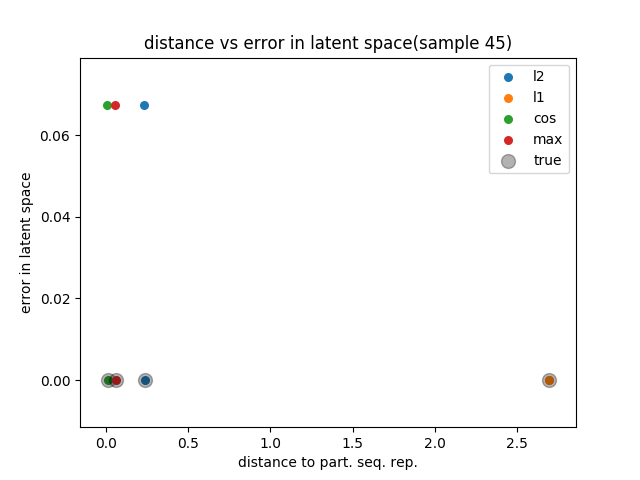 distance vs error in latent space(sample 45)
l2
l1
cos
max
true
error in latent space
0.06
0.04
0.02
0.00
0.0 0.5 1.0 1.5 2.0 2.5
distance to part. seq. rep.